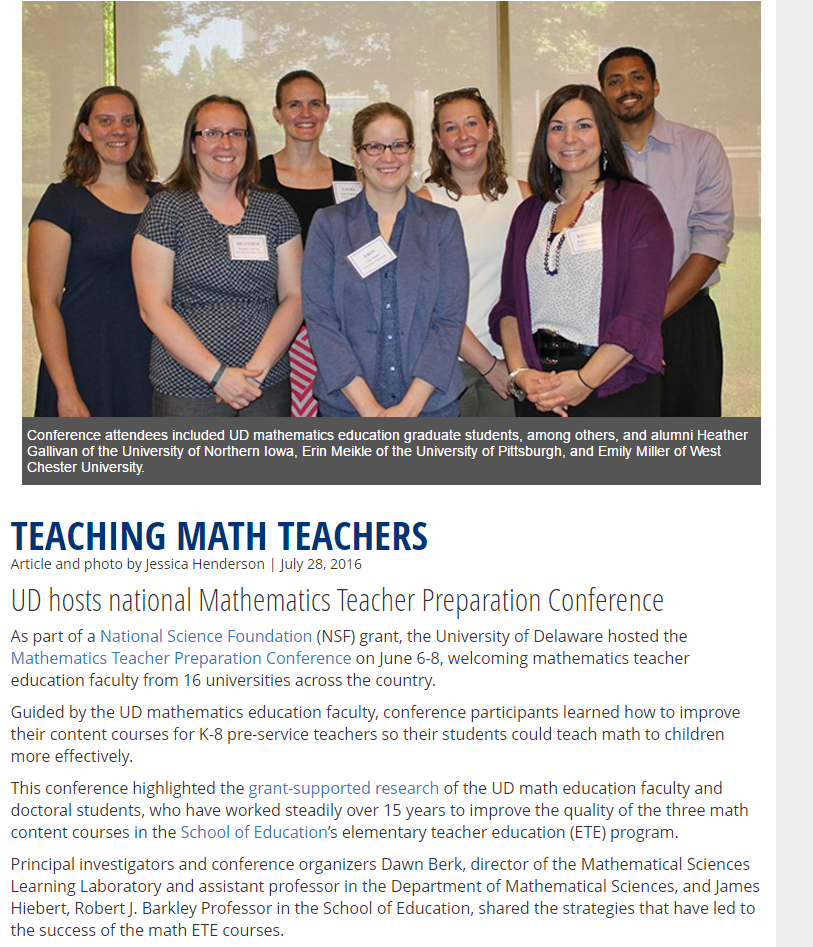 HEATHER
ERIN
Conference attendees included UD mathematics education graduate students, among others, and alumni Heather
Gallivan of the University of Northern Iowa, Erin Meikle of the University of Pittsburgh, and Emily Miller of West
Chester University.
TEACHING MATH TEACHERS
Article and photo by Jessica Henderson | July 28, 2016
UD hosts national Mathematics Teacher Preparation Conference
As part of a National Science Foundation (NSF) grant, the University of Delaware hosted the
Mathematics Teacher Preparation Conference on June 6-8, welcoming mathematics teacher
education faculty from 16 universities across the country.
Guided by the UD mathematics education faculty, conference participants learned how to improve
their content courses for K-8 pre-service teachers so their students could teach math to children
more effectively.
This conference highlighted the grant-supported research of the UD math education faculty and
doctoral students, who have worked steadily over 15 years to improve the quality of the three math
content courses in the School of Education’s elementary teacher education (ETE) program.
Principal investigators and conference organizers Dawn Berk, director of the Mathematical Sciences
Learning Laboratory and assistant professor in the Department of Mathematical Sciences, and James
Hiebert, Robert J. Barkley Professor in the School of Education, shared the strategies that have led to
the success of the math ETE courses.